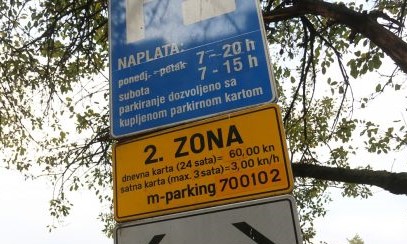 NAPLATA:
ponedj. - petak 7 - 20 h
subota 7 - 15 h
parkiranje dozvoljeno sa
kupljenom parkirnom kartom
2. ZONA
dnevna karta (24 sata)= 60,00 kn
satna karta (max. 3 sata)= 3,00 kn/h
m-parking 700102